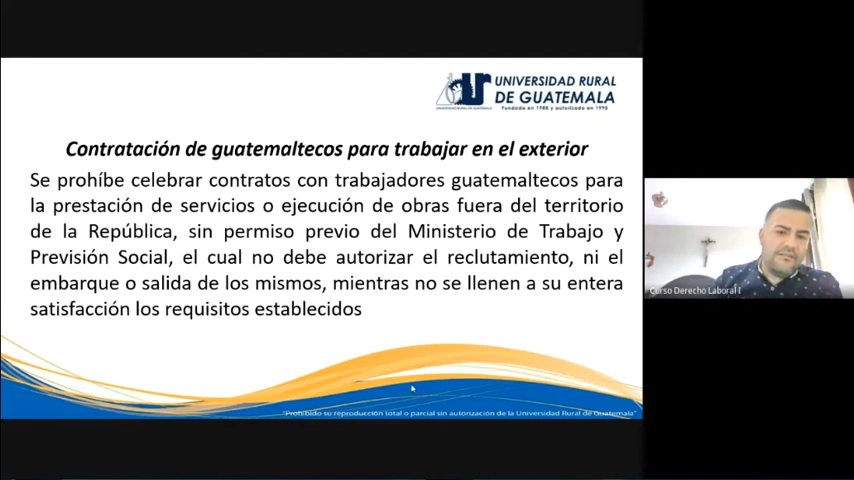 UNIVERSIDAD RURAL
DE GUATEMALA
Fundada en 1988 y autorizada en 1995
Contratación de guatemaltecos para trabajar en el exterior
Se prohíbe celebrar contratos con trabajadores guatemaltecos para
la prestación de servicios o ejecución de obras fuera del territorio
de la República, sin permiso previo del Ministerio de Trabajo y
Previsión Social, el cual no debe autorizar el reclutamiento, ni el
embarque o salida de los mismos, mientras no se llenen a su entera
satisfacción los requisitos establecidos
Curso Derecho Laboral I
"Prohibido su reproducción total o parcial sin autorización de la Universidad Rural de Guatemala"